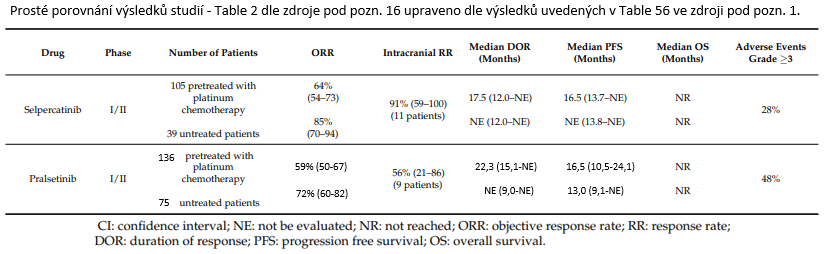 Prosté porovnání výsledků studií - Table 2 dle zdroje pod pozn. 16 upraveno dle výsledků uvedených v Table 56 ve zdroji pod pozn. 1.
Drug Phase Number of Patients ORR Intracranial RR Median DOR (Months) Median PFS (Months) Median OS (Months) Adverse Events Grade ≥3
Selpercatinib I/II 105 pretreated with platinum chemotherapy 64% (54–73) 91% (59–100) (11 patients) 17.5 (12.0–NE) 16.5 (13.7–NE) NR 28%
39 untreated patients 85% (70–94) NE (12.0–NE) NE (13.8–NE) NR
Pralsetinib I/II 136 pretreated with platinum chemotherapy 59% (50-67) 56% (21–86) (9 patients) 22,3 (15,1-NE) 16,5 (10,5-24,1) NR 48%
75 untreated patients 72% (60-82) NE (9,0-NE) 13,0 (9,1-NE) NR
CI: confidence interval; NE: not be evaluated; NR: not reached; ORR: objective response rate; RR: response rate;
DOR: duration of response; PFS: progression free survival; OS: overall survival.